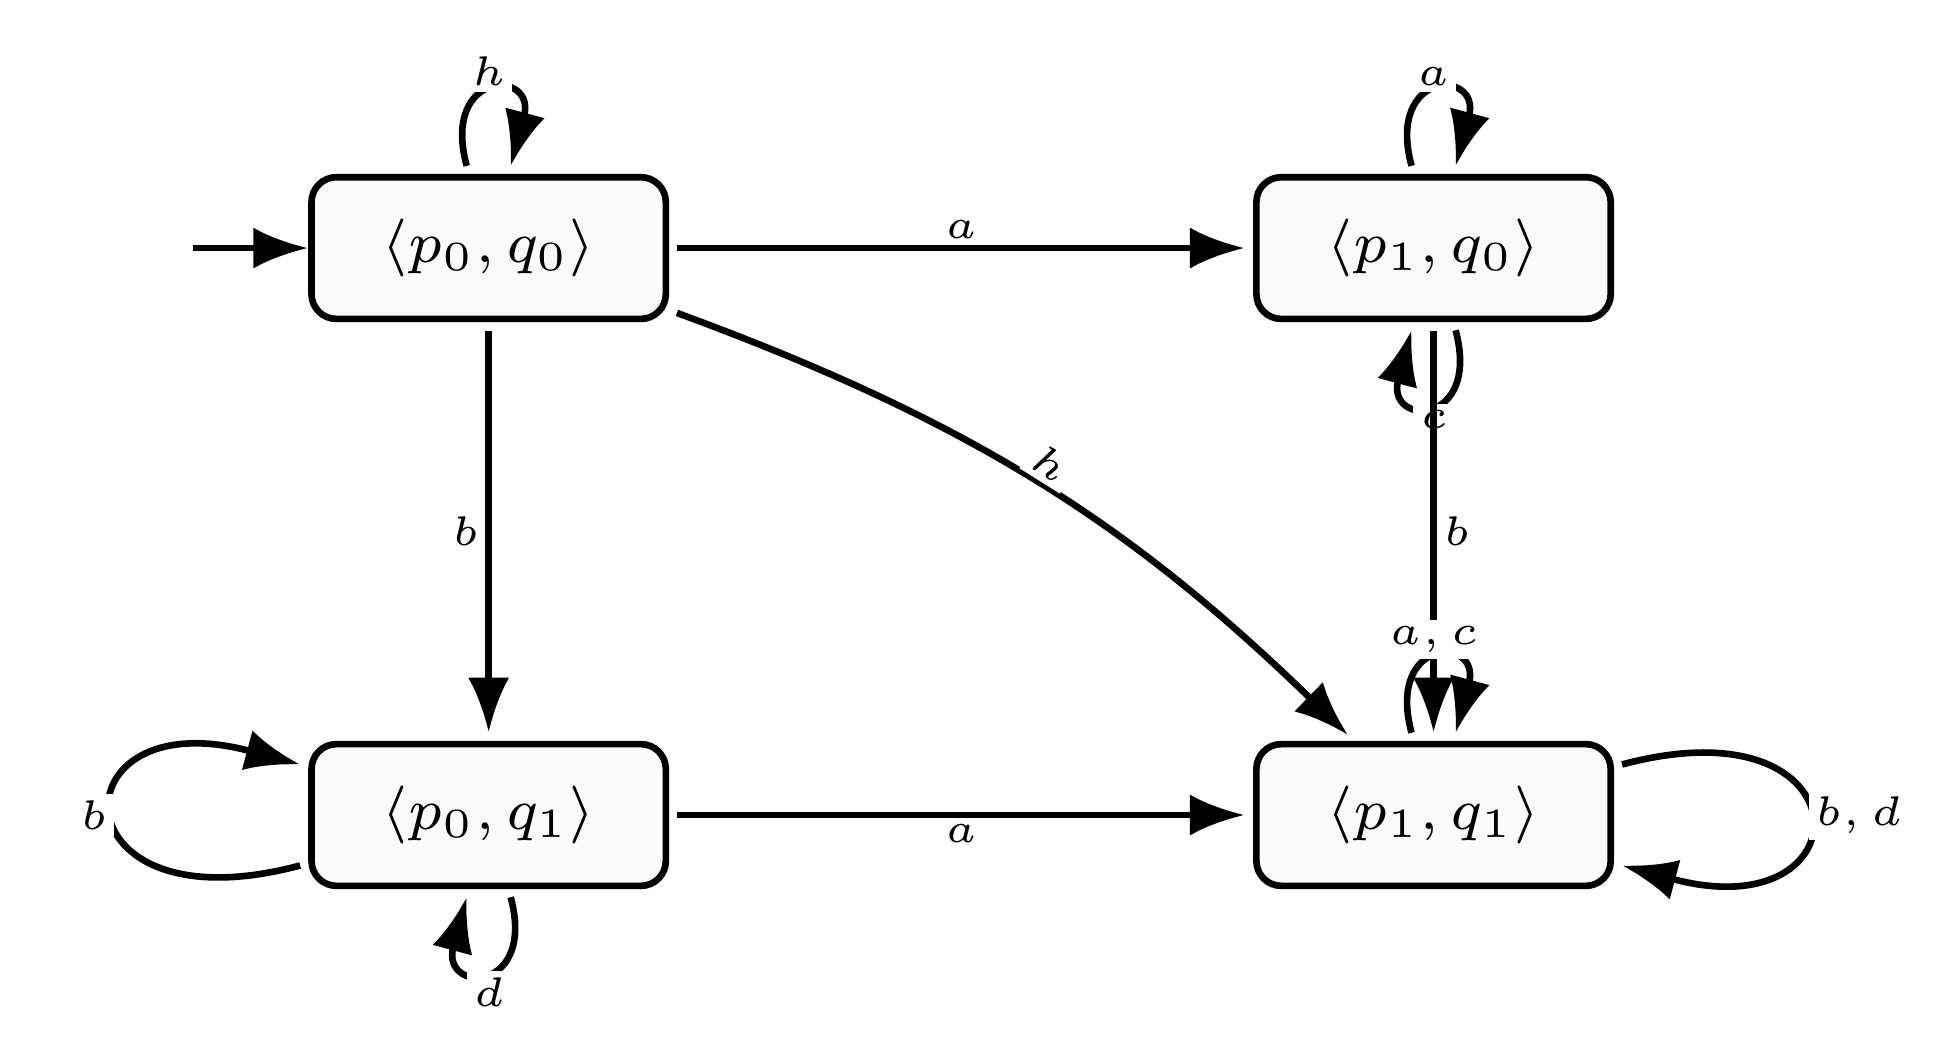 h
a
⟨p₀, q₀⟩
a
⟨p₁, q₀⟩
c
h
b
b
a, c
b
⟨p₀, q₁⟩
a
⟨p₁, q₁⟩
b, d
d